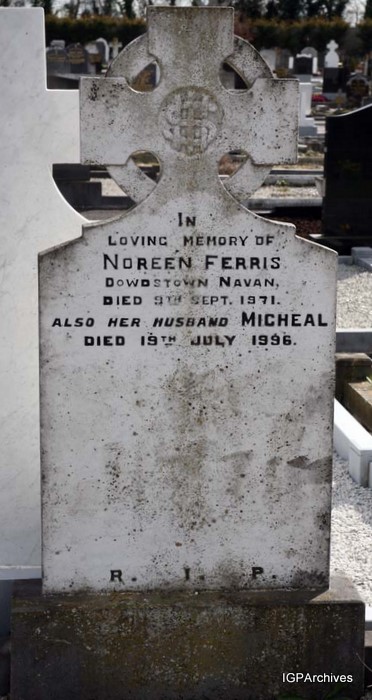 In
Loving Memory of
Noreen Ferris
Dowdstown Navan,
Died 9th Sept. 1971.
Also Her Husband Micheal
Died 19th July 1996.
R. I. P.
IGPArchives